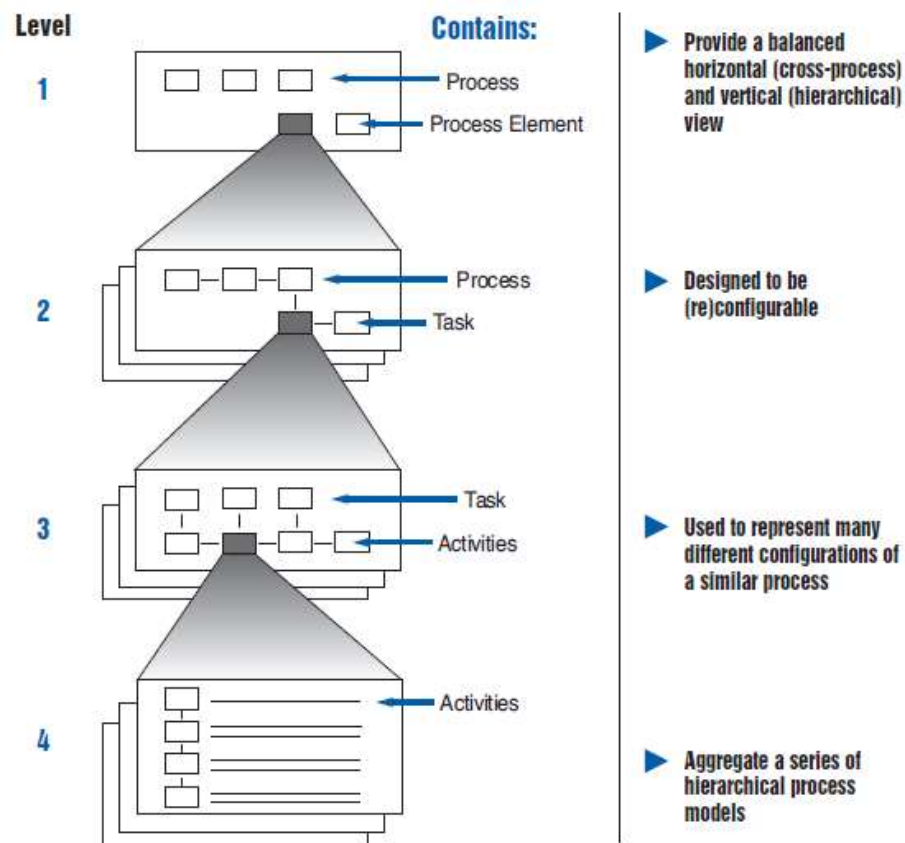 Level
Contains:
1
Process
Process Element
2
Process
Task
3
Task
Activities
4
Activities
Provide a balanced
horizontal (cross-process)
and vertical (hierarchical)
view
Designed to be
(re)configurable
Used to represent many
different configurations of
a similar process
Aggregate a series of
hierarchical process
models